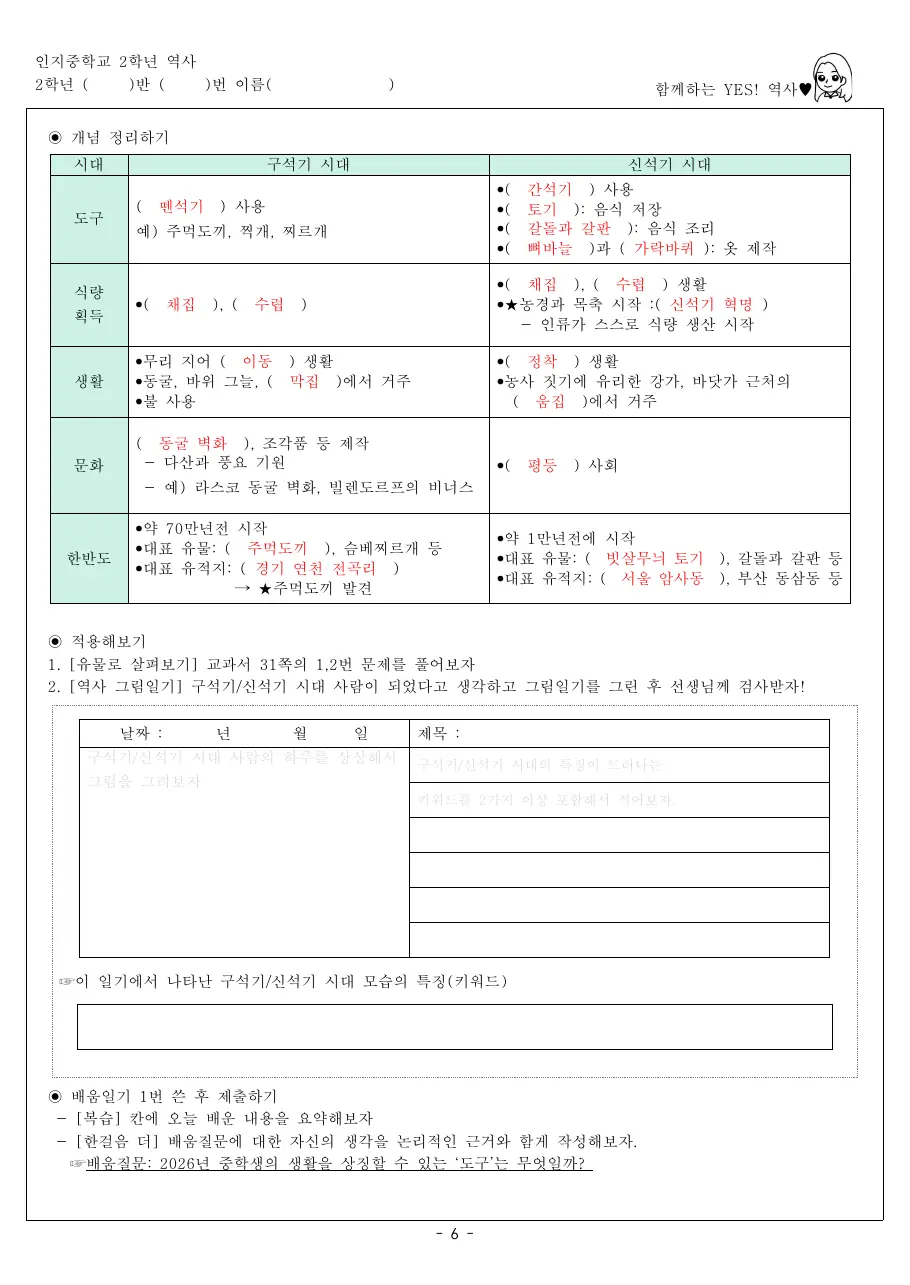 인지중학교 2학년 역사
2학년 (    )반 (    )번 이름(            )
함께하는 YES! 역사♥
◉ 개념 정리하기
시대 구석기 시대 신석기 시대
도구
( 뗀석기 ) 사용
예) 주먹도끼, 찍개, 찌르개
●( 간석기 ) 사용
●( 토기 ): 음식 저장
●( 갈돌과 갈판 ): 음식 조리
●( 뼈바늘 )과 ( 가락바퀴 ): 옷 제작
식량
획득
●( 채집 ), ( 수렵 )
●( 채집 ), ( 수렵 ) 생활
●★농경과 목축 시작 :( 신석기 혁명 )
- 인류가 스스로 식량 생산 시작
생활
●무리 지어 ( 이동 ) 생활
●동굴, 바위 그늘, ( 막집 )에서 거주
●불 사용
●( 정착 ) 생활
●농사 짓기에 유리한 강가, 바닷가 근처의
( 움집 )에서 거주
문화
( 동굴 벽화 ), 조각품 등 제작
- 다산과 풍요 기원
- 예) 라스코 동굴 벽화, 빌렌도르프의 비너스
●( 평등 ) 사회
한반도
●약 70만년전 시작
●대표 유물: ( 주먹도끼 ), 슴베찌르개 등
●대표 유적지: ( 경기 연천 전곡리 )
→ ★주먹도끼 발견
●약 1만년전에 시작
●대표 유물: ( 빗살무늬 토기 ), 갈돌과 갈판 등
●대표 유적지: ( 서울 암사동 ), 부산 동삼동 등
◉ 적용해보기
1. [유물로 살펴보기] 교과서 31쪽의 1,2번 문제를 풀어보자
2. [역사 그림일기] 구석기/신석기 시대 사람이 되었다고 생각하고 그림일기를 그린 후 선생님께 검사받자!
날짜 :      년      월      일
제목 :
구석기/신석기 시대 사람의 하루를 상상해서
그림을 그려보자
구석기/신석기 시대의 특징이 드러나는
키워드를 2가지 이상 포함해서 적어보자.
☞이 일기에서 나타난 구석기/신석기 시대 모습의 특징(키워드)
◉ 배움일기 1번 쓴 후 제출하기
- [복습] 칸에 오늘 배운 내용을 요약해보자
- [한걸음 더] 배움질문에 대한 자신의 생각을 논리적인 근거와 함게 작성해보자.
☞배움질문: 2026년 중학생의 생활을 상징할 수 있는 ‘도구’는 무엇일까?
- 6 -